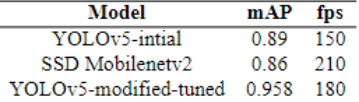 Model mAP fps
YOLOv5-intial 0.89 150
SSD Mobilenetv2 0.86 210
YOLOv5-modified-tuned 0.958 180